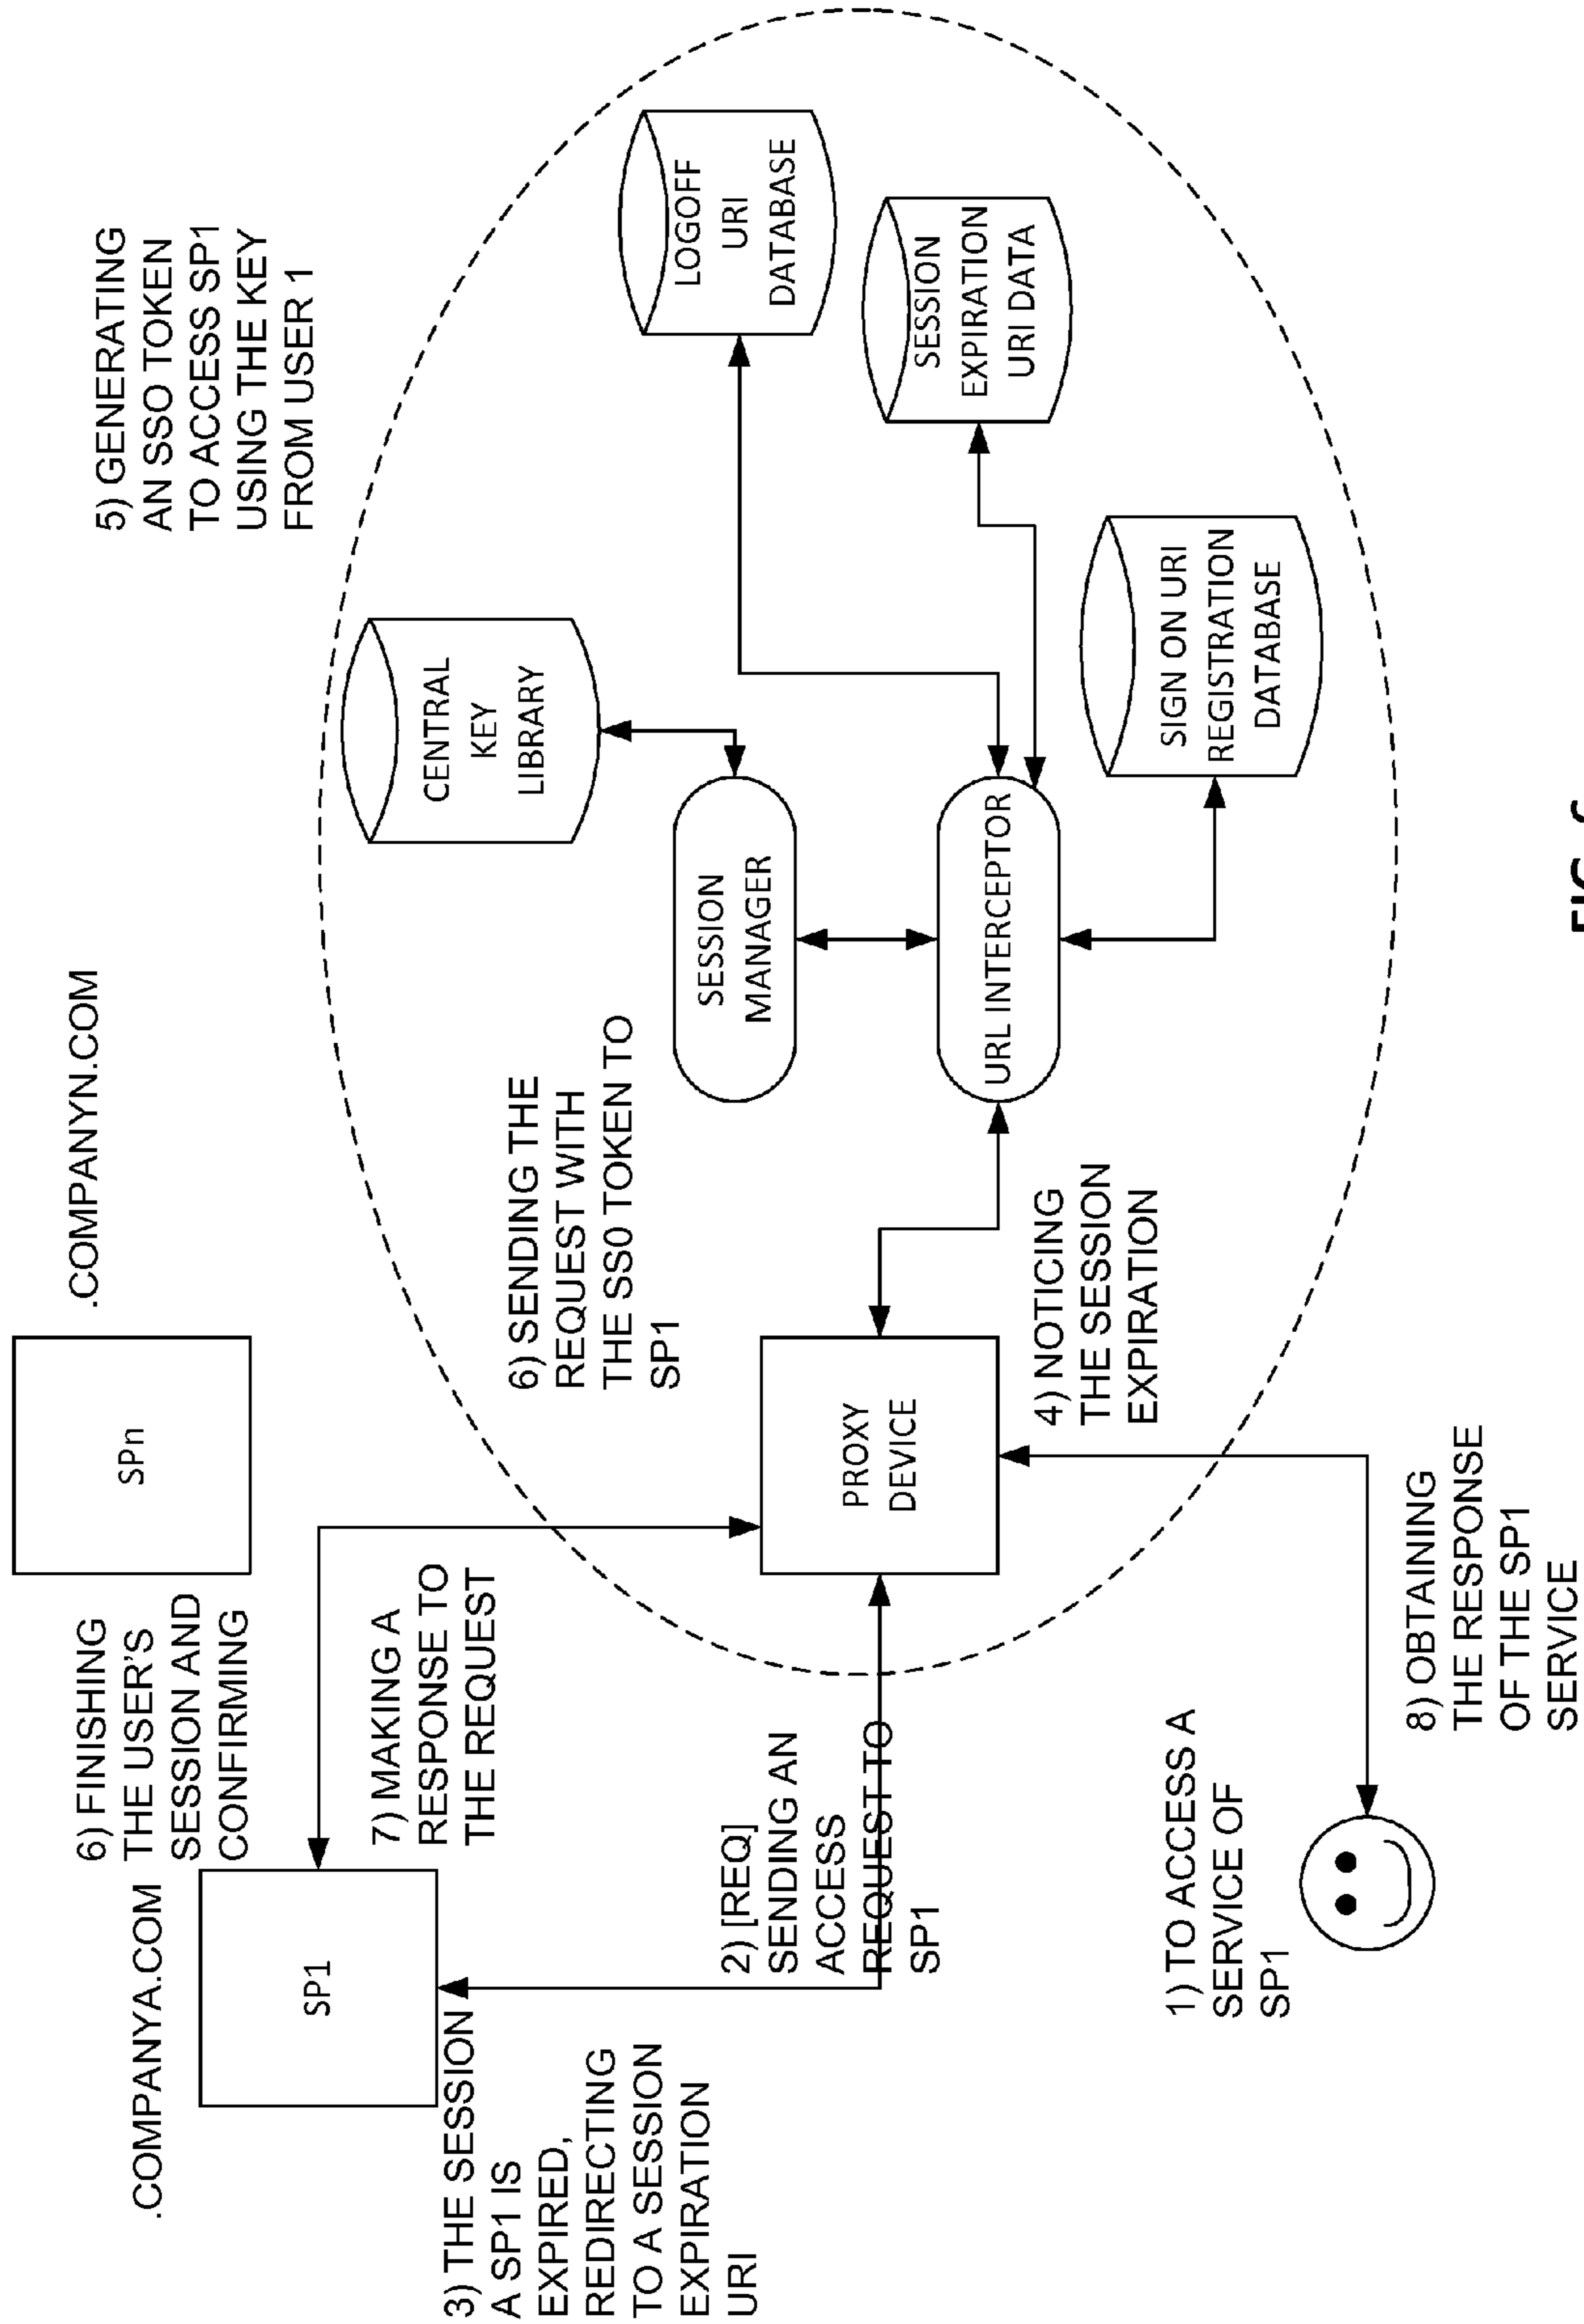 SPn
.COMPANYN.COM
6) FINISHING
THE USER'S
SESSION AND
CONFIRMING
.COMPANYA.COM
SP1
5) GENERATING
AN SSO TOKEN
TO ACCESS SP1
USING THE KEY
FROM USER 1
7) MAKING A
RESPONSE TO
THE REQUEST
3) THE SESSION
A SP1 IS
EXPIRED,
REDIRECTING
TO A SESSION
EXPIRATION
URI
CENTRAL
KEY
LIBRARY
6) SENDING THE
REQUEST WITH
THE SS0 TOKEN TO
SP1
2) [REQ]
SENDING AN
ACCESS
REQUEST TO
SP1
PROXY
DEVICE
SESSION
MANAGER
LOGOFF
URI
DATABASE
SESSION
EXPIRATION
URI DATA
URL INTERCEPTOR
4) NOTICING
THE SESSION
EXPIRATION
SIGN ON URI
REGISTRATION
DATABASE
1) TO ACCESS A
SERVICE OF
SP1
8) OBTAINING
THE RESPONSE
OF THE SP1
SERVICE
FIG.